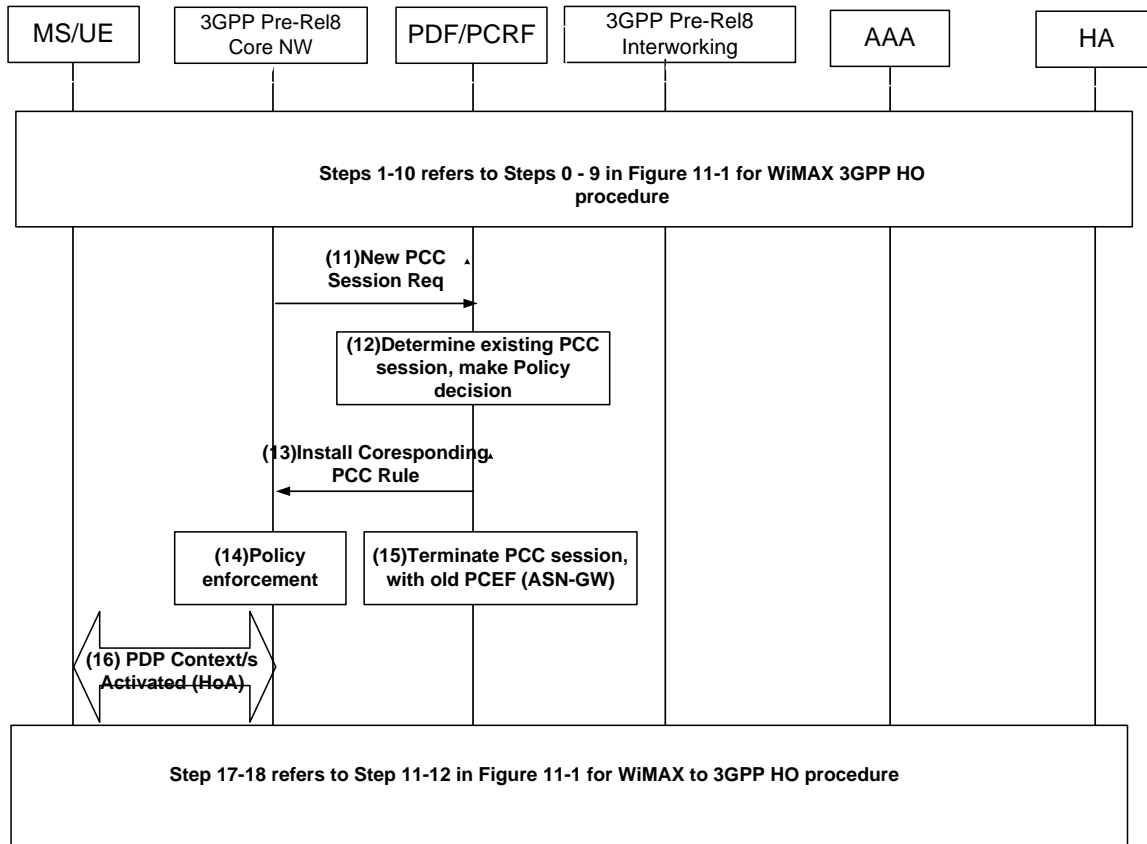 MS/UE
3GPP Pre-Rel8
Core NW
PDF/PCRF
3GPP Pre-Rel8
Interworking
AAA
HA
Steps 1-10 refers to Steps 0 - 9 in Figure 11-1 for WiMAX 3GPP HO
procedure
(11)New PCC
Session Req
(12)Determine existing PCC
session, make Policy
decision
(13)Install Coresponding
PCC Rule
(14)Policy
enforcement
(15)Terminate PCC session,
with old PCEF (ASN-GW)
(16) PDP Context/s
Activated (HoA)
Step 17-18 refers to Step 11-12 in Figure 11-1 for WiMAX to 3GPP HO procedure